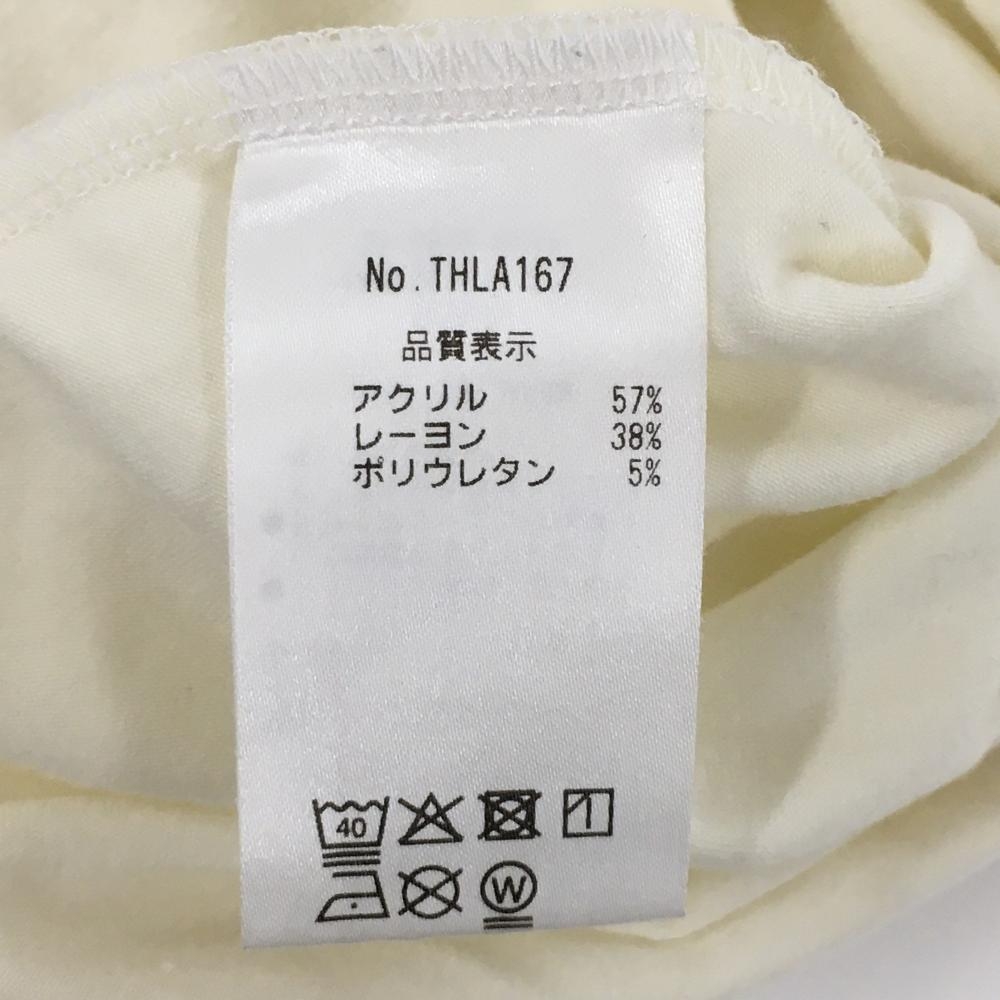 No.THLA167
品質表示
アクリル 57%
レーヨン 38%
ポリウレタン 5%
40
W